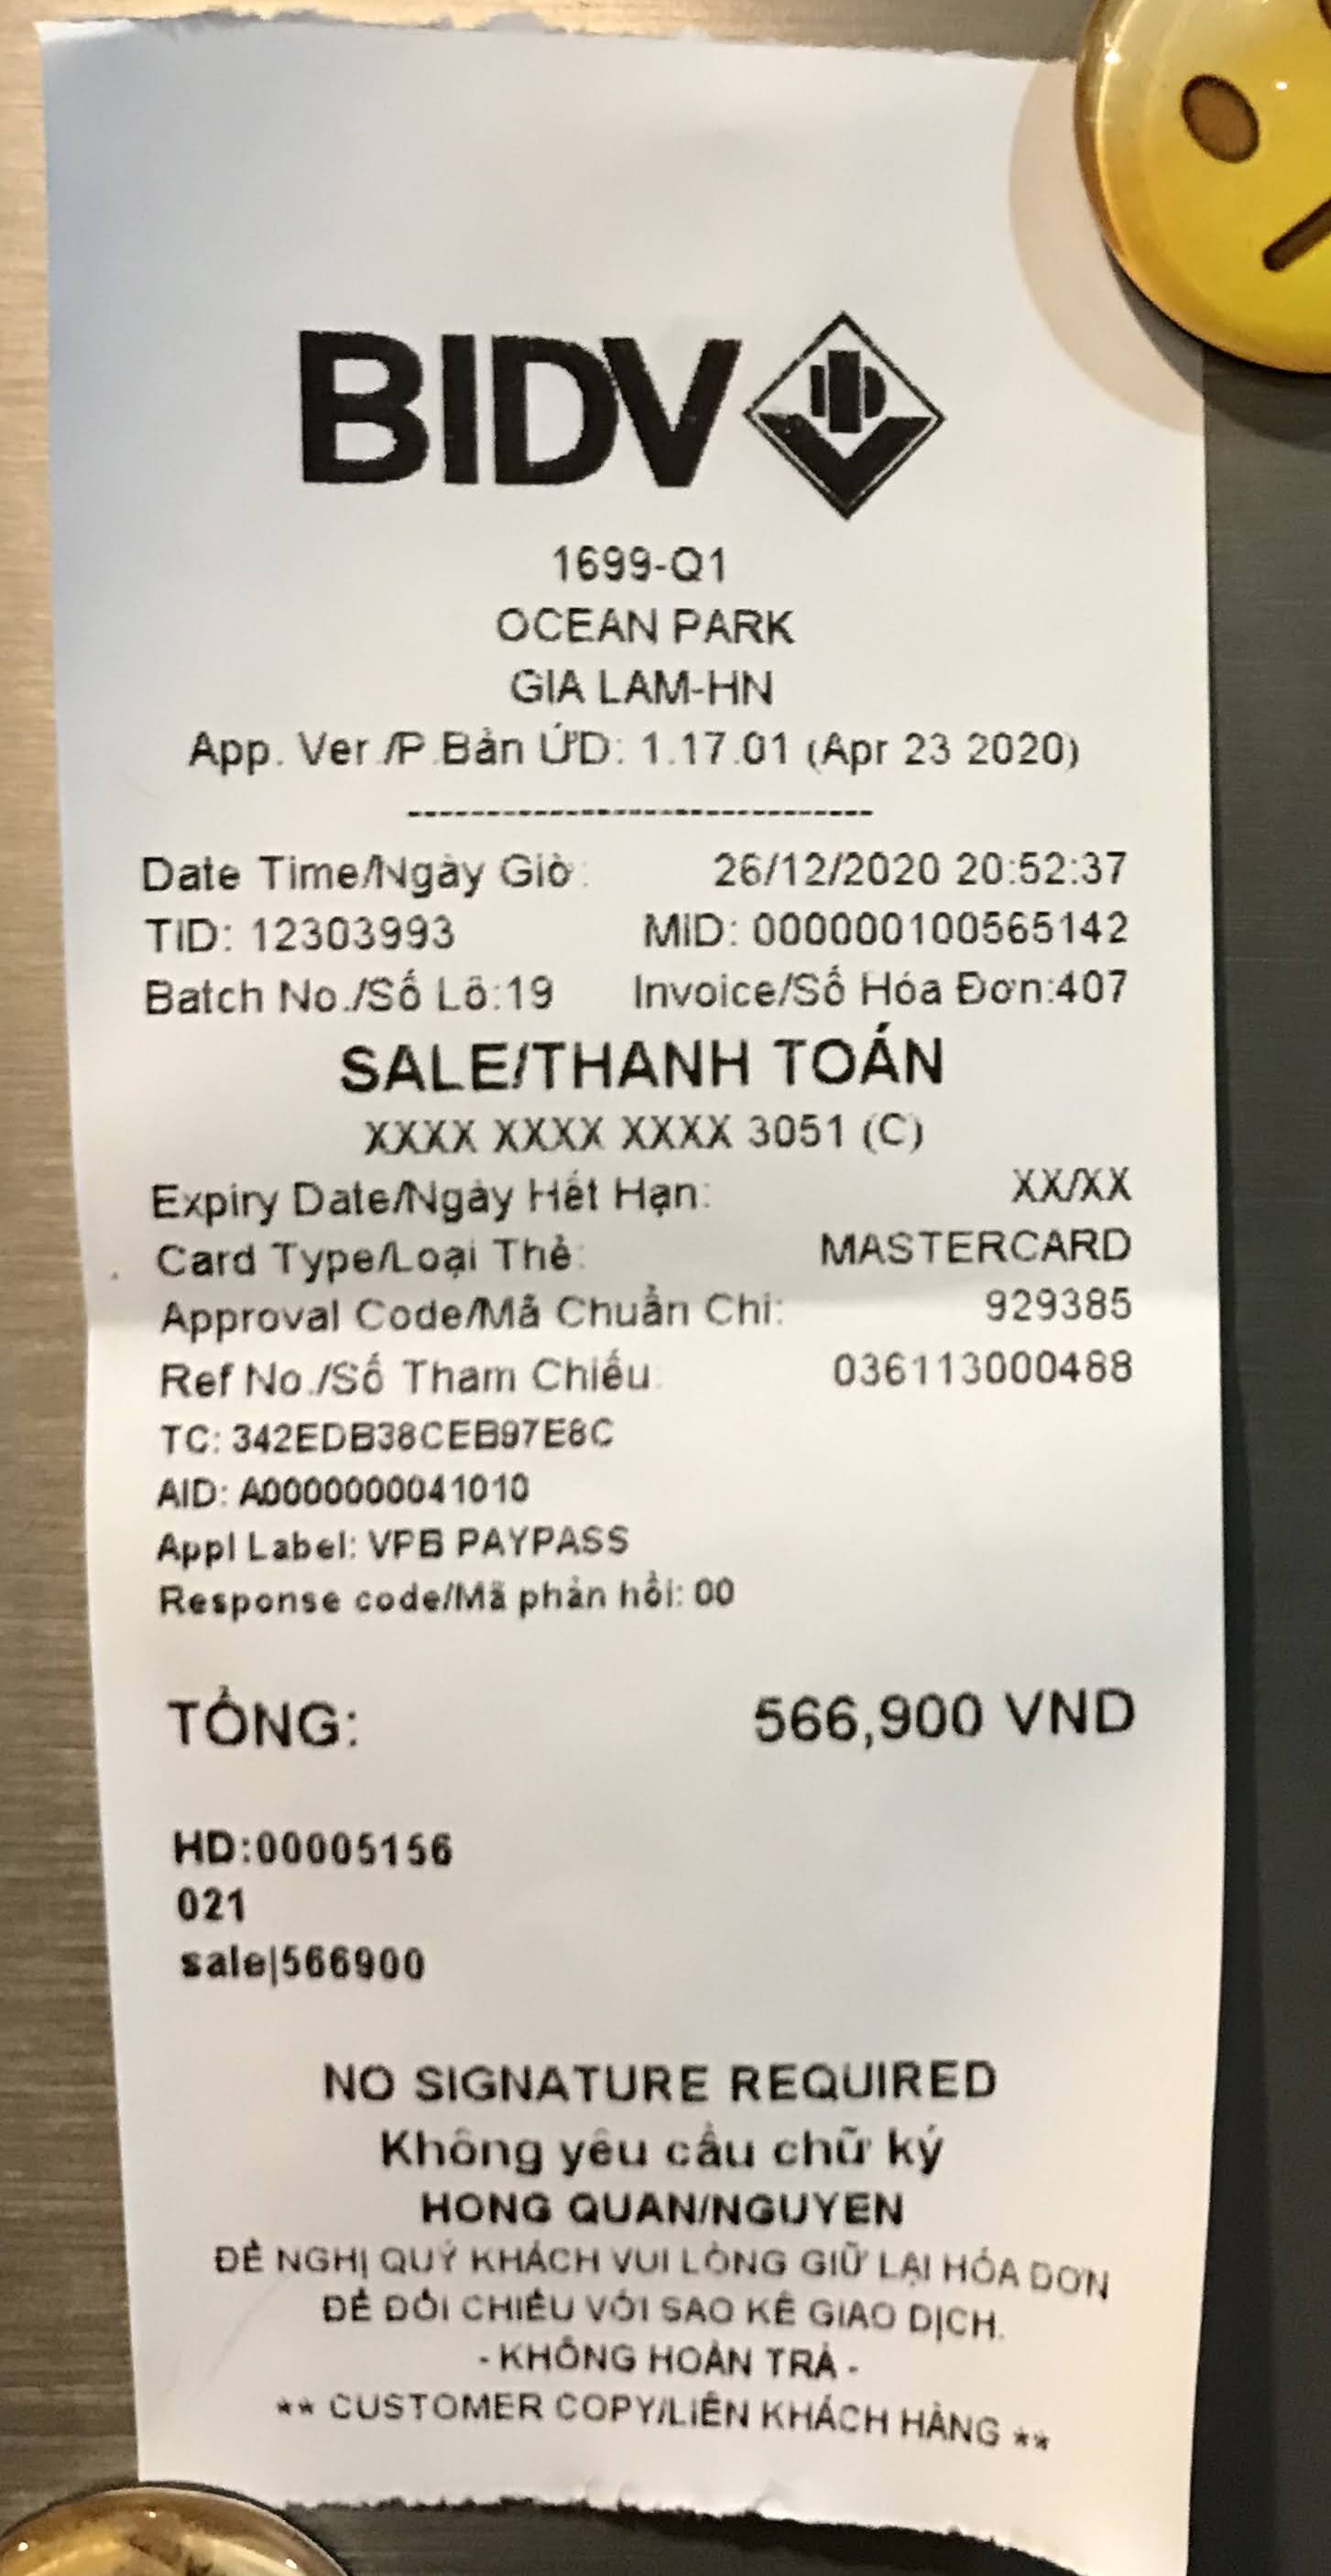 BIDV
1699-Q1
OCEAN PARK
GIA LAM-HN
App. Ver./P.Bản ỨD: 1.17.01 (Apr 23 2020)
------------------------------
Date Time/Ngày Giờ: 26/12/2020 20:52:37
TID: 12303993 MID: 000000100565142
Batch No./Số Lô:19 Invoice/Số Hóa Đơn:407
SALE/THANH TOÁN
XXXX XXXX XXXX 3051 (C)
Expiry Date/Ngày Hết Hạn: XX/XX
Card Type/Loại Thẻ: MASTERCARD
Approval Code/Mã Chuẩn Chi: 929385
Ref No./Số Tham Chiếu: 036113000488
TC: 342EDB38CEB97E8C
AID: A0000000041010
Appl Label: VPB PAYPASS
Response code/Mã phản hồi: 00
TỔNG: 566,900 VND
HD:00005156
021
sale|566900
NO SIGNATURE REQUIRED
Không yêu cầu chữ ký
HONG QUAN/NGUYEN
ĐỀ NGHỊ QUÝ KHÁCH VUI LÒNG GIỮ LẠI HÓA ĐƠN
ĐỂ ĐỐI CHIẾU VỚI SAO KÊ GIAO DỊCH.
- KHÔNG HOÀN TRẢ -
** CUSTOMER COPY/LIÊN KHÁCH HÀNG **